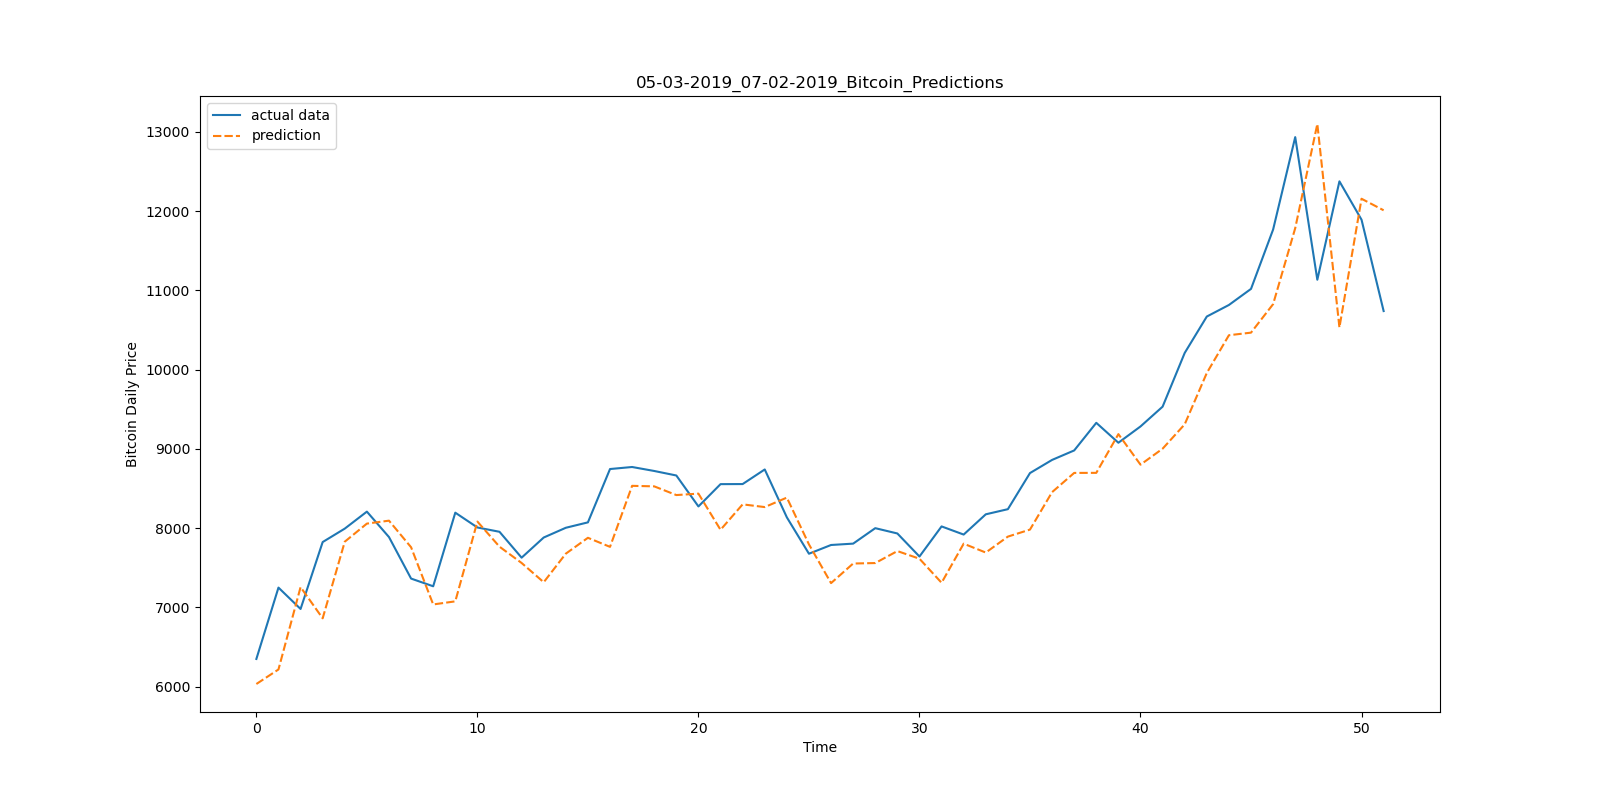 05-03-2019_07-02-2019_Bitcoin_Predictions
actual data
prediction
13000
12000
11000
10000
9000
8000
7000
6000
Bitcoin Daily Price
0 10 20 30 40 50
Time